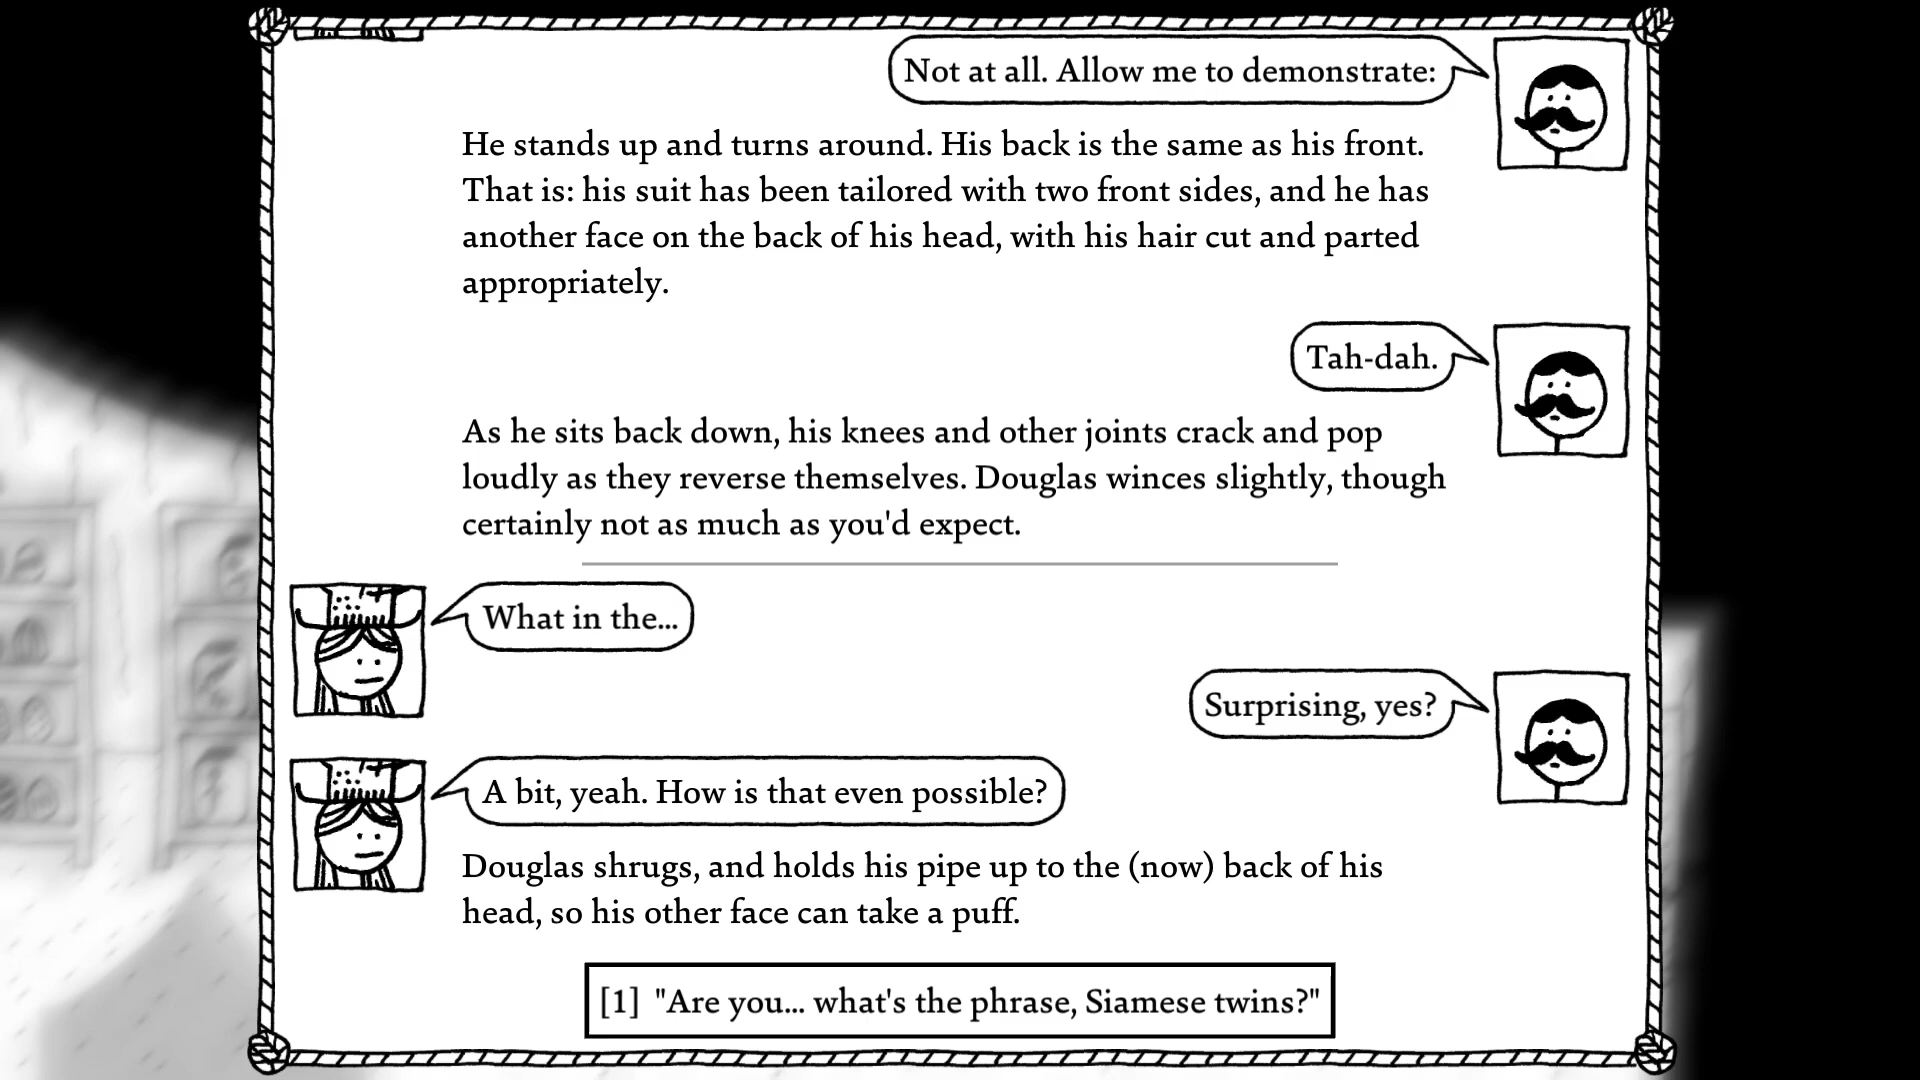 Not at all. Allow me to demonstrate:
He stands up and turns around. His back is the same as his front.
That is: his suit has been tailored with two front sides, and he has
another face on the back of his head, with his hair cut and parted
appropriately.
Tah-dah.
As he sits back down, his knees and other joints crack and pop
loudly as they reverse themselves. Douglas winces slightly, though
certainly not as much as you'd expect.
What in the...
Surprising, yes?
A bit, yeah. How is that even possible?
Douglas shrugs, and holds his pipe up to the (now) back of his
head, so his other face can take a puff.
[1] "Are you... what's the phrase, Siamese twins?"